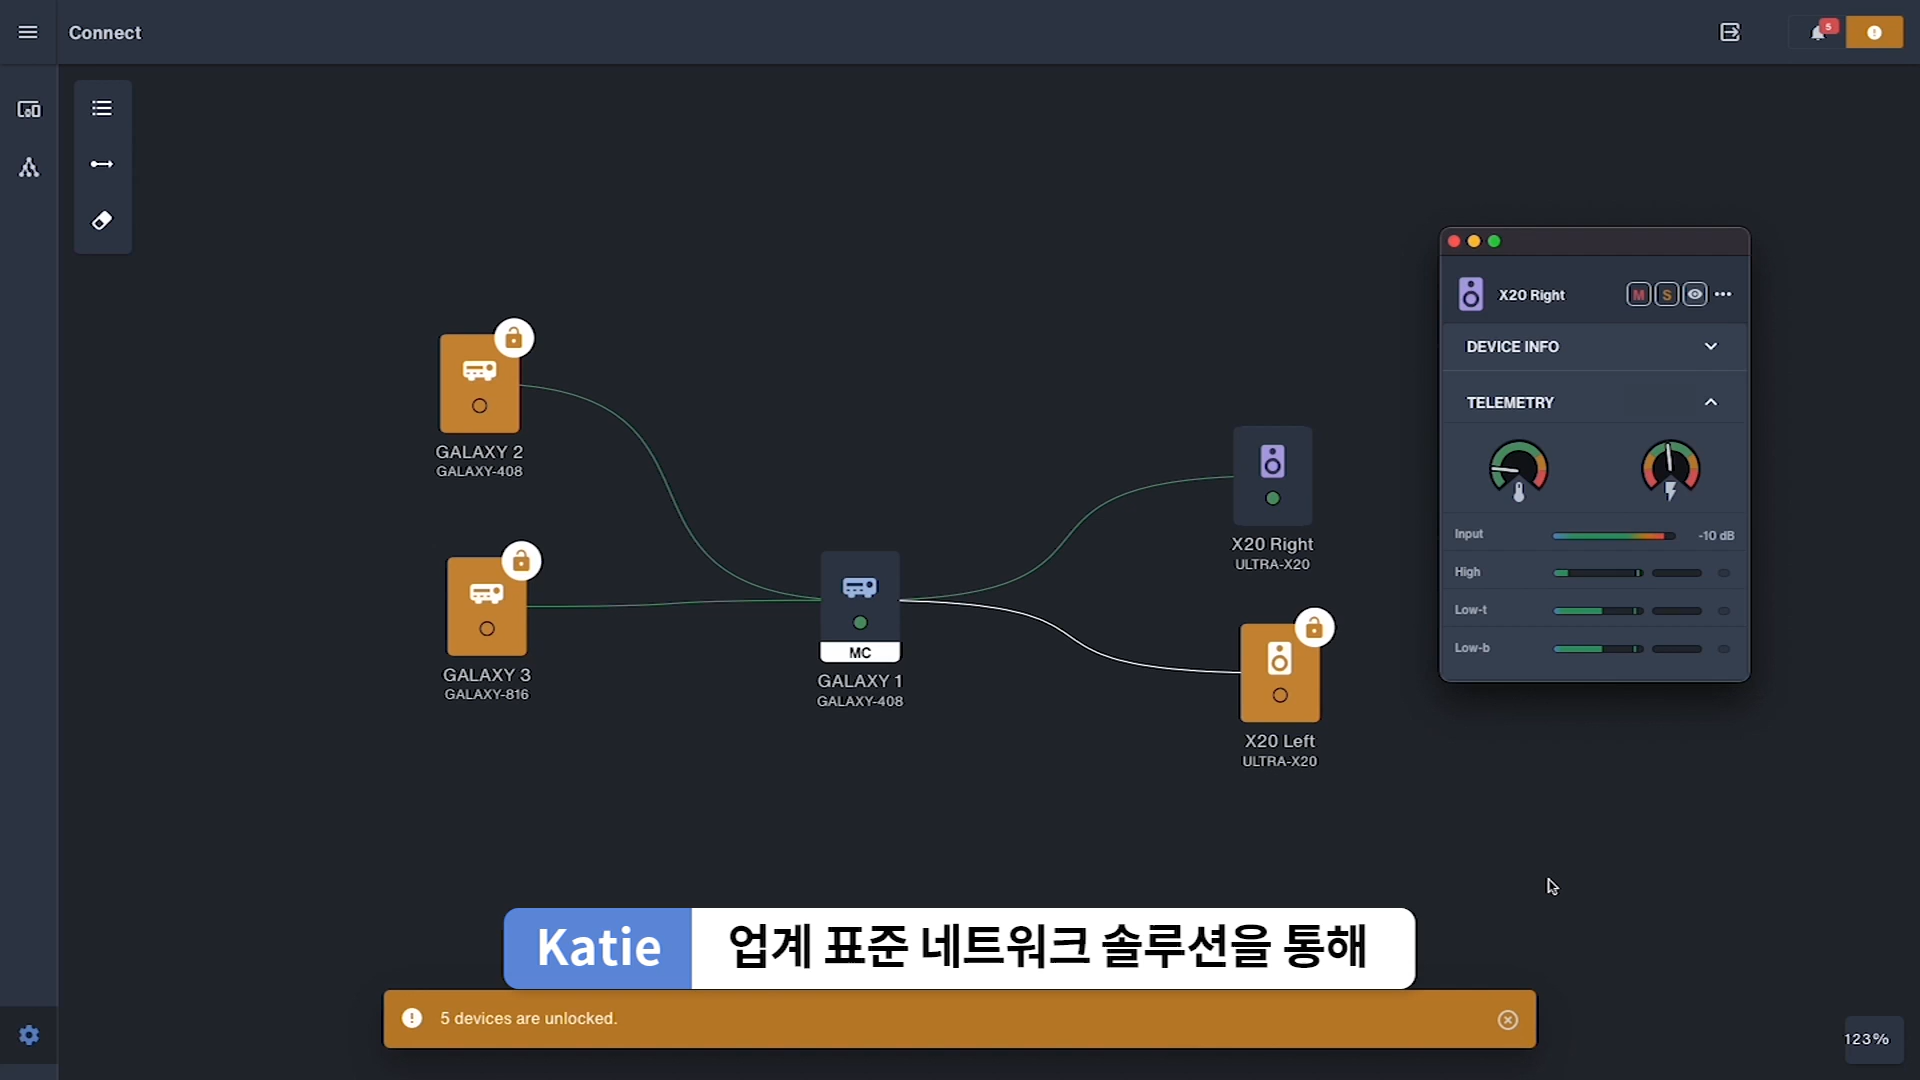 Connect
5
GALAXY 2
GALAXY-408
GALAXY 3
GALAXY-816
MC
GALAXY 1
GALAXY-408
X20 Right
ULTRA-X20
X20 Left
ULTRA-X20
X20 Right
M S
DEVICE INFO
TELEMETRY
Input -10 dB
High
Low-t
Low-b
Katie 업계 표준 네트워크 솔루션을 통해
5 devices are unlocked.
123%